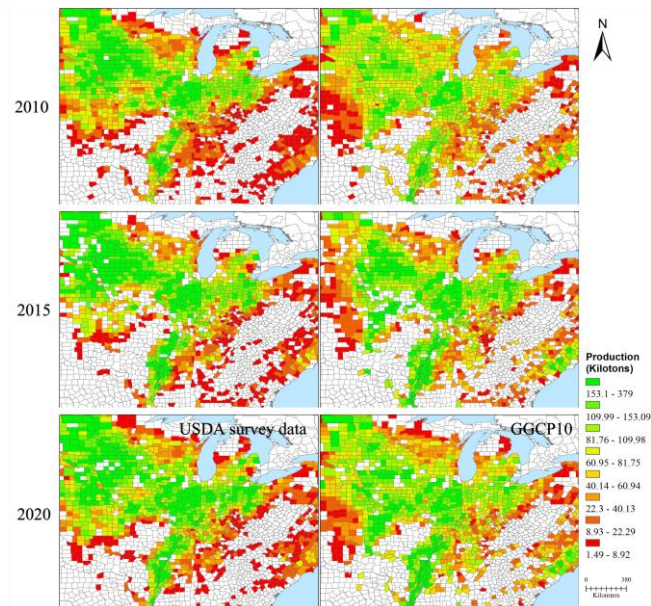 N
2010
2015
Production
(Kilotons)
153.1 - 379
109.99 - 153.09
81.76 - 109.98
60.95 - 81.75
40.14 - 60.94
22.3 - 40.13
8.93 - 22.29
1.49 - 8.92
USDA survey data
GGCP10
2020
0
380
Kilomters